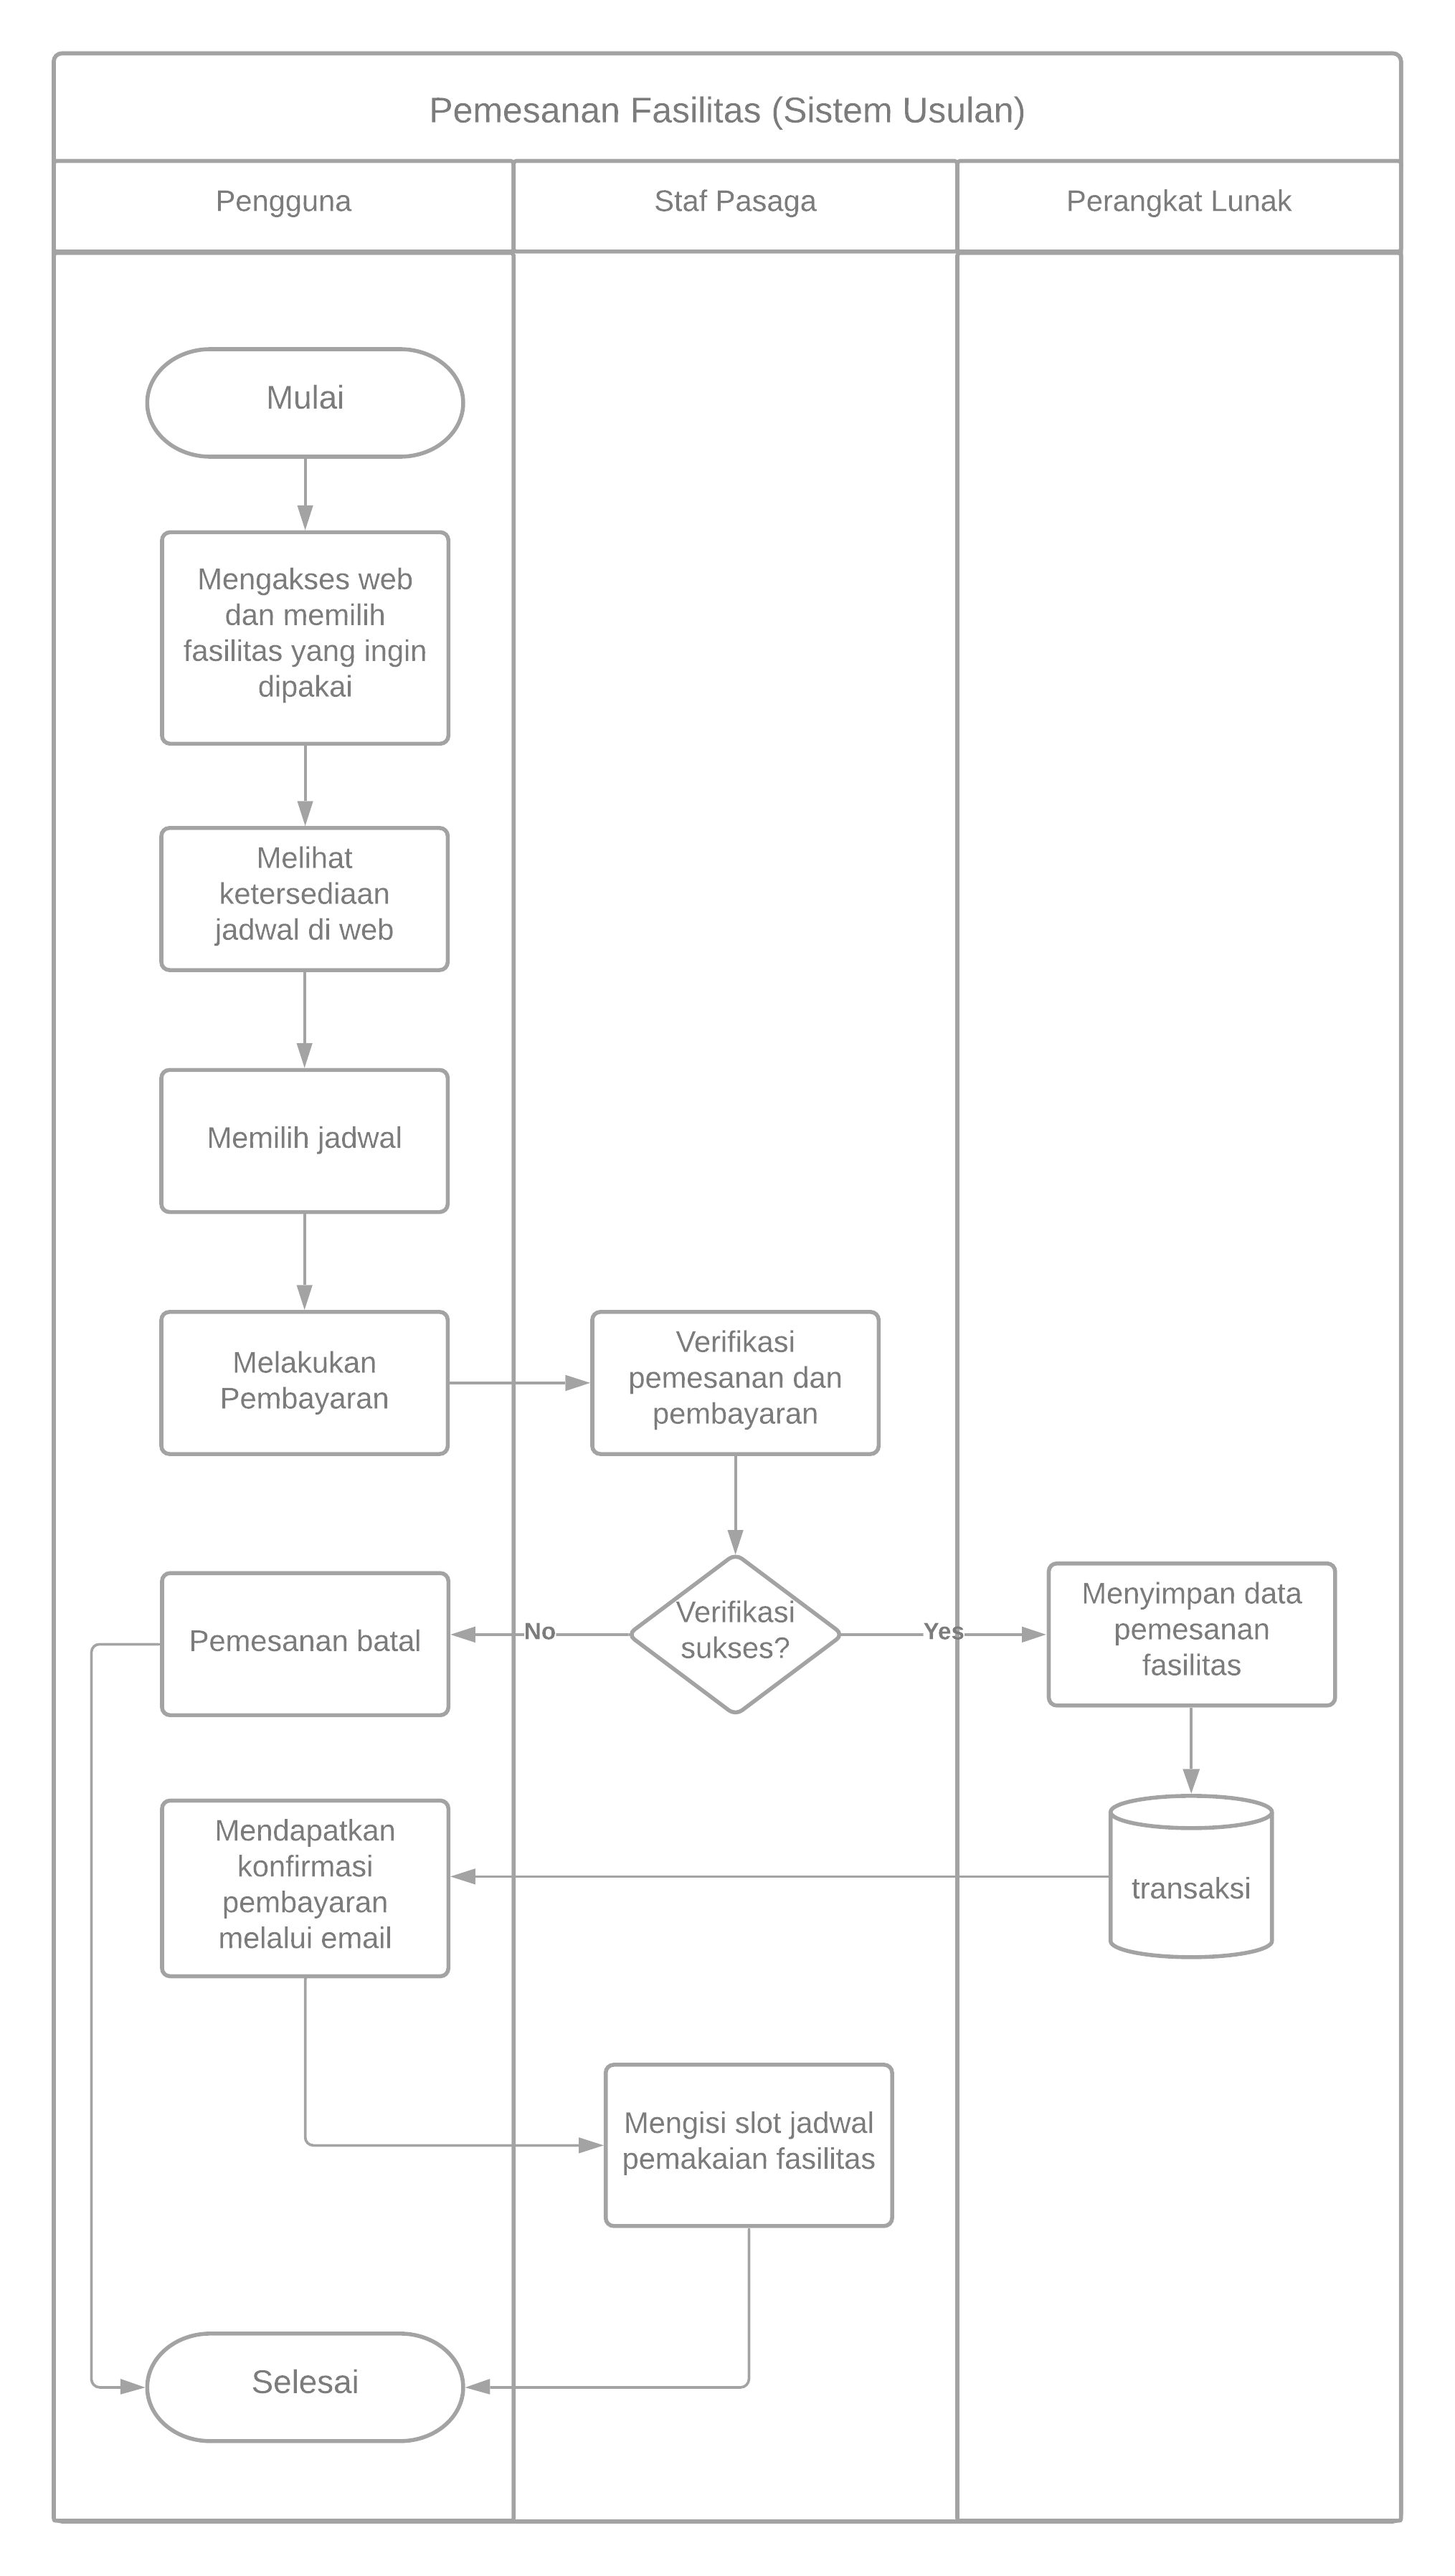 Pemesanan Fasilitas (Sistem Usulan)
Pengguna
Staf Pasaga
Perangkat Lunak
Mulai
Mengakses web
dan memilih
fasilitas yang ingin
dipakai
Melihat
ketersediaan
jadwal di web
Memilih jadwal
Melakukan
Pembayaran
Verifikasi
pemesanan dan
pembayaran
Verifikasi
sukses?
No
Yes
Pemesanan batal
Menyimpan data
pemesanan
fasilitas
transaksi
Mendapatkan
konfirmasi
pembayaran
melalui email
Mengisi slot jadwal
pemakaian fasilitas
Selesai